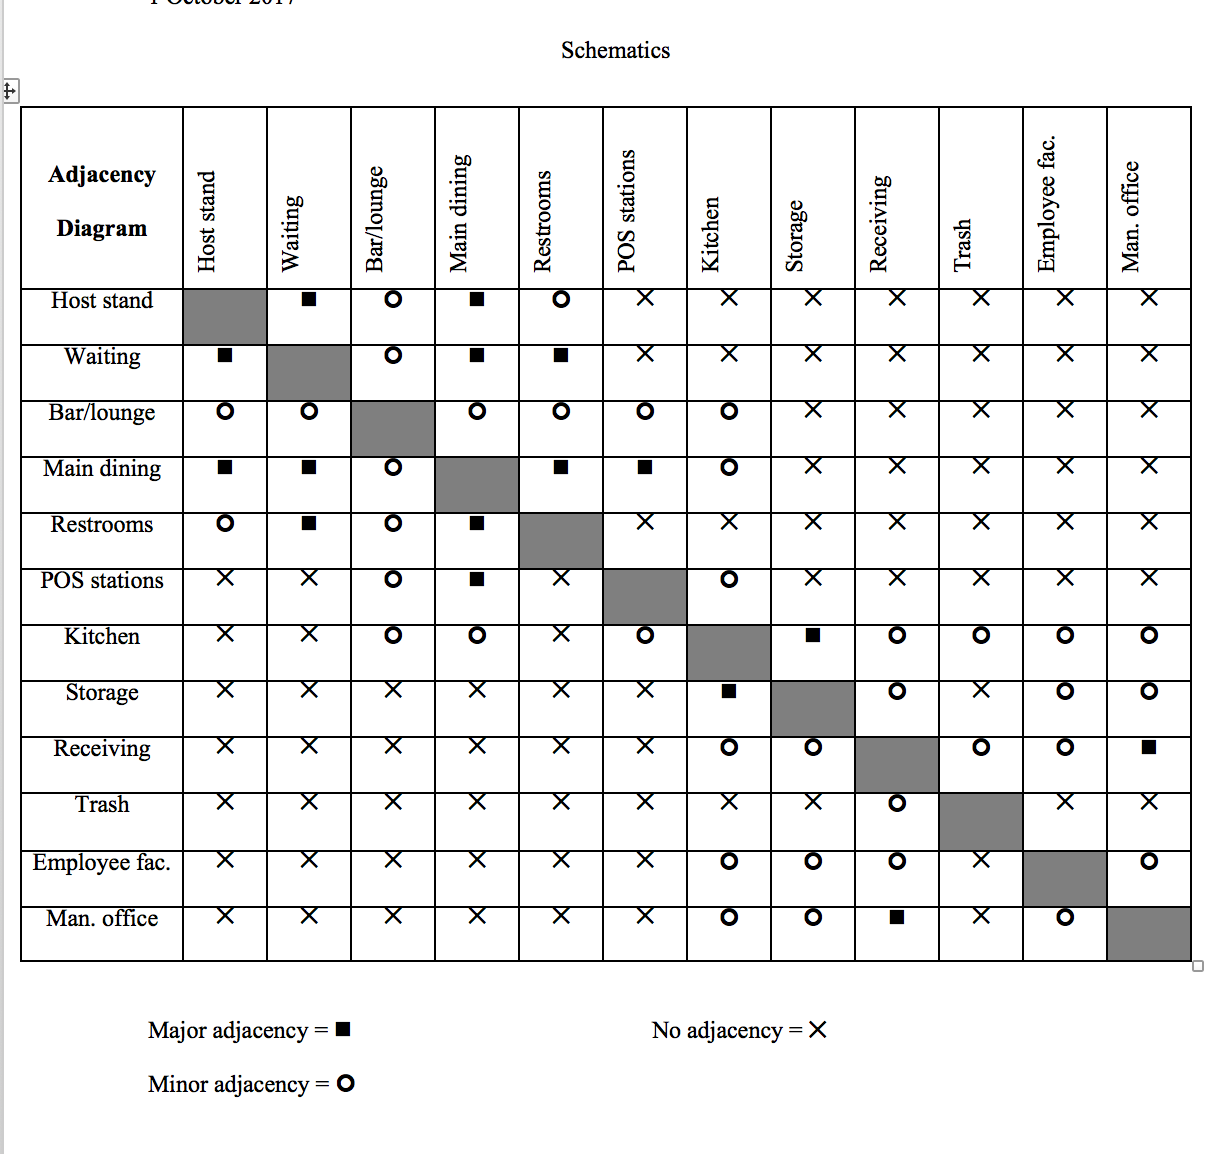 Schematics
Adjacency
Diagram
Host stand
Waiting
Bar/lounge
Main dining
Restrooms
POS stations
Kitchen
Storage
Receiving
Trash
Employee fac.
Man. office
Host stand ■ O ■ O X X X X X X X
Waiting ■ O ■ ■ X X X X X X X
Bar/lounge O O O O O O X X X X X
Main dining ■ ■ O ■ ■ O X X X X X
Restrooms O ■ O ■ X X X X X X X
POS stations X X O ■ X O X X X X X
Kitchen X X O O X O ■ O O O O
Storage X X X X X X ■ O X O O
Receiving X X X X X X O O O O ■
Trash X X X X X X X X O X X
Employee fac. X X X X X X O O O X O
Man. office X X X X X X O O ■ X O
Major adjacency = ■ No adjacency = X
Minor adjacency = O